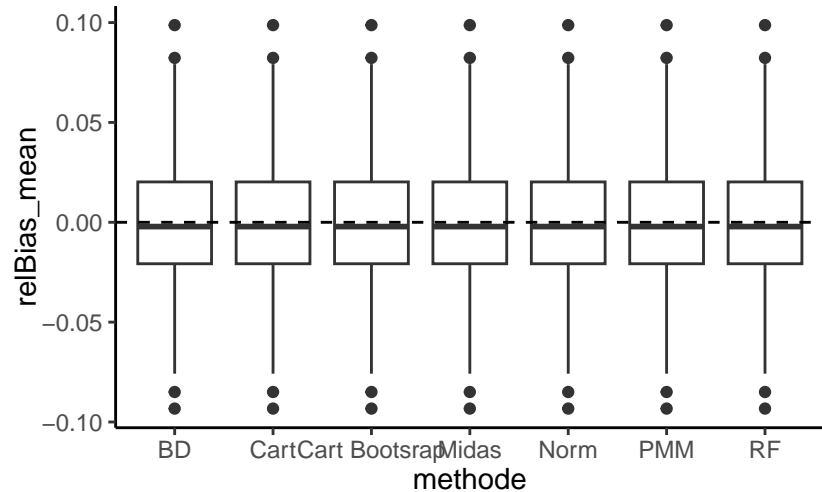 relBias_mean
0.10
0.05
0.00
−0.05
−0.10
BD Cart Cart Bootsrap Midas Norm PMM RF
methode